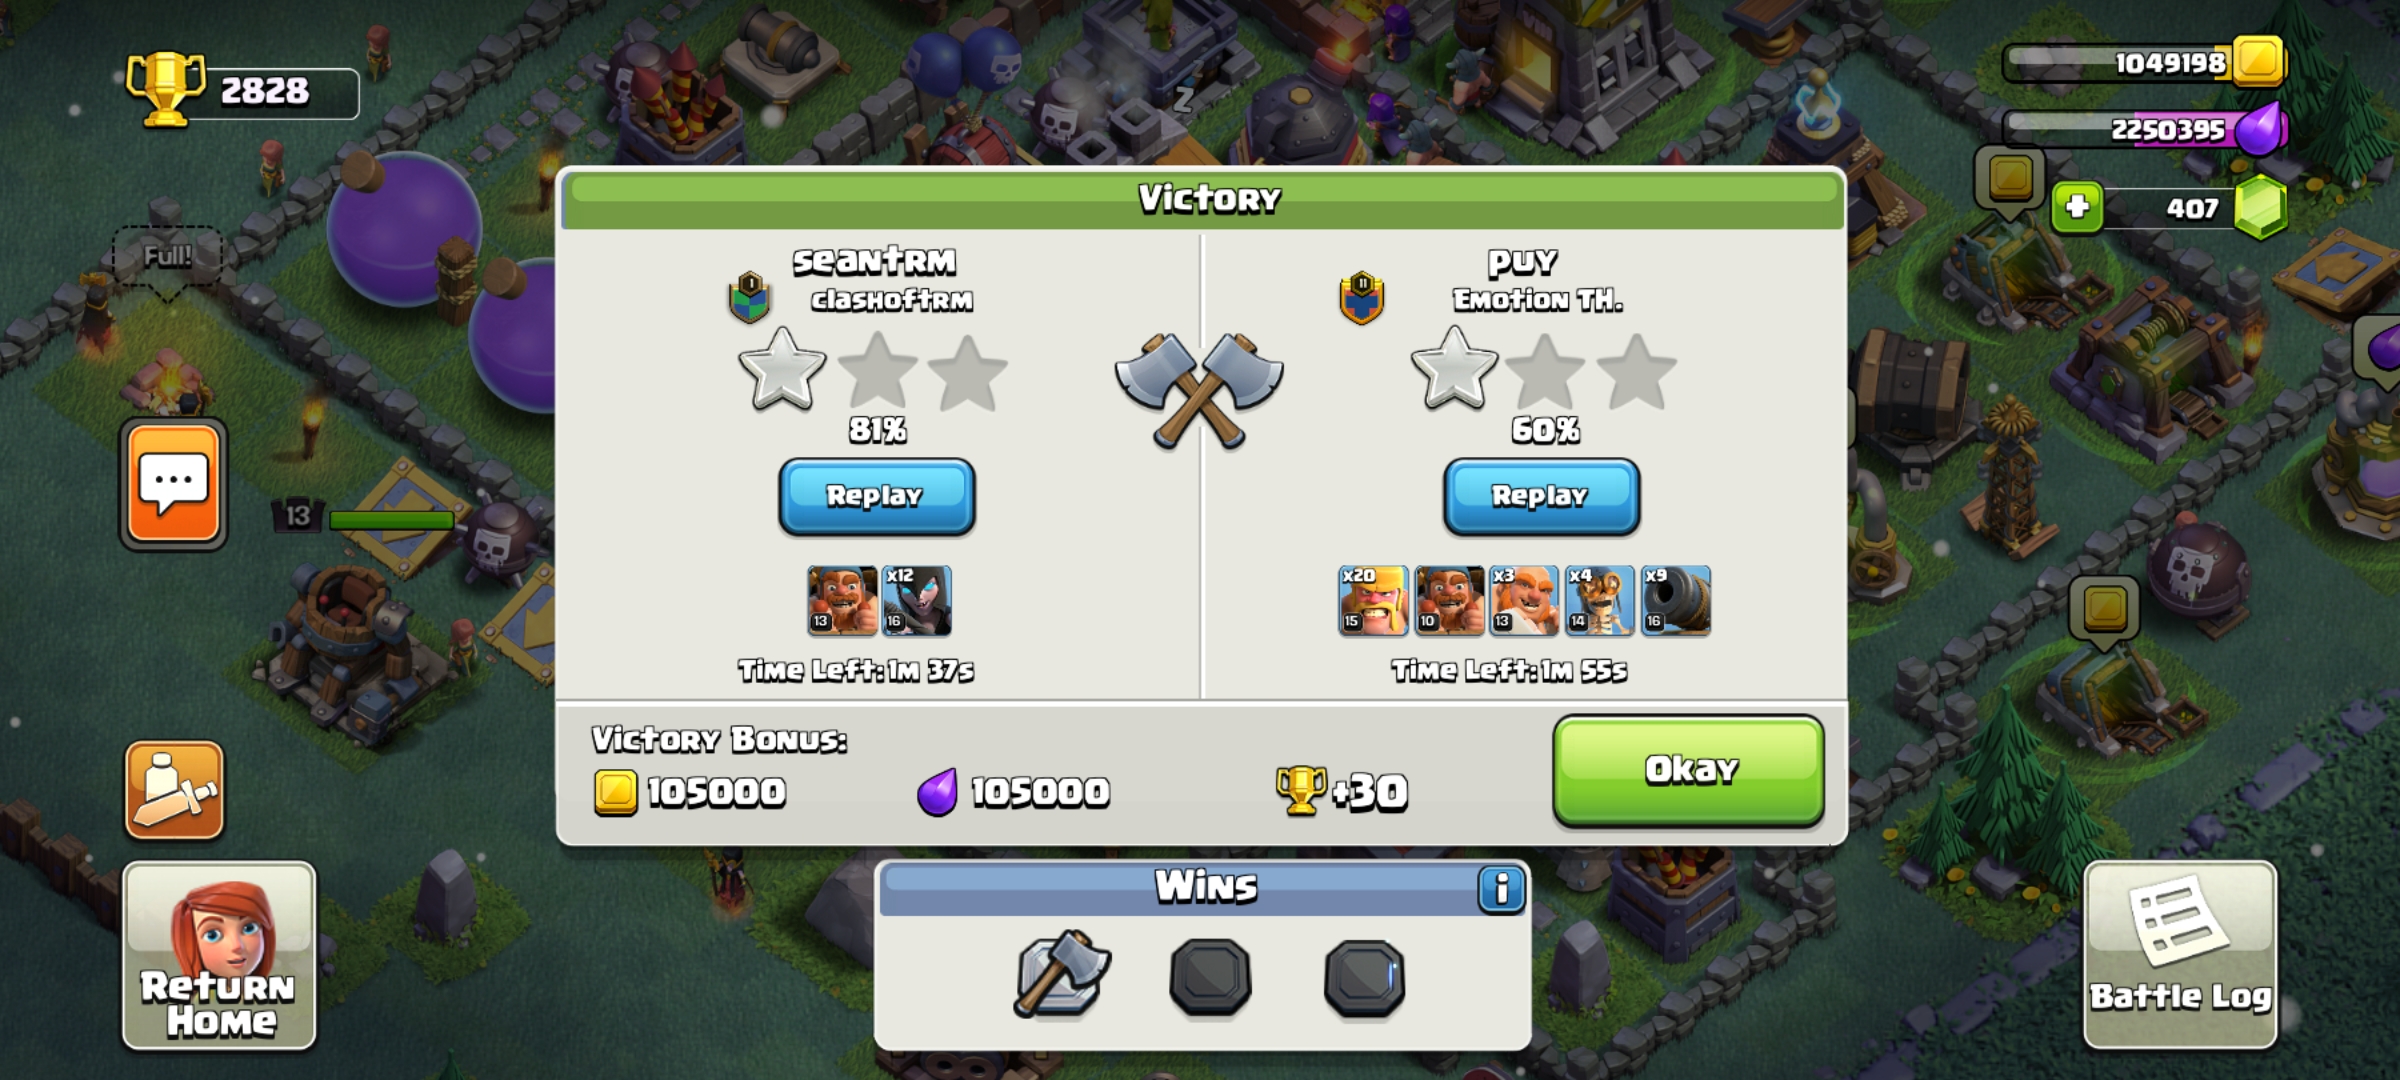 2828
1049198
2250395
407
Full!
Z
13
Victory
seantrm
clashoftrm
1
81%
Replay
13
x12
16
Time Left:1m 37s
puy
Emotion TH.
11
60%
Replay
x20
15
10
x3
13
x4
14
x9
16
Time Left:1m 55s
Victory Bonus:
105000
105000
+30
Okay
Wins
i
Return
Home
Battle Log